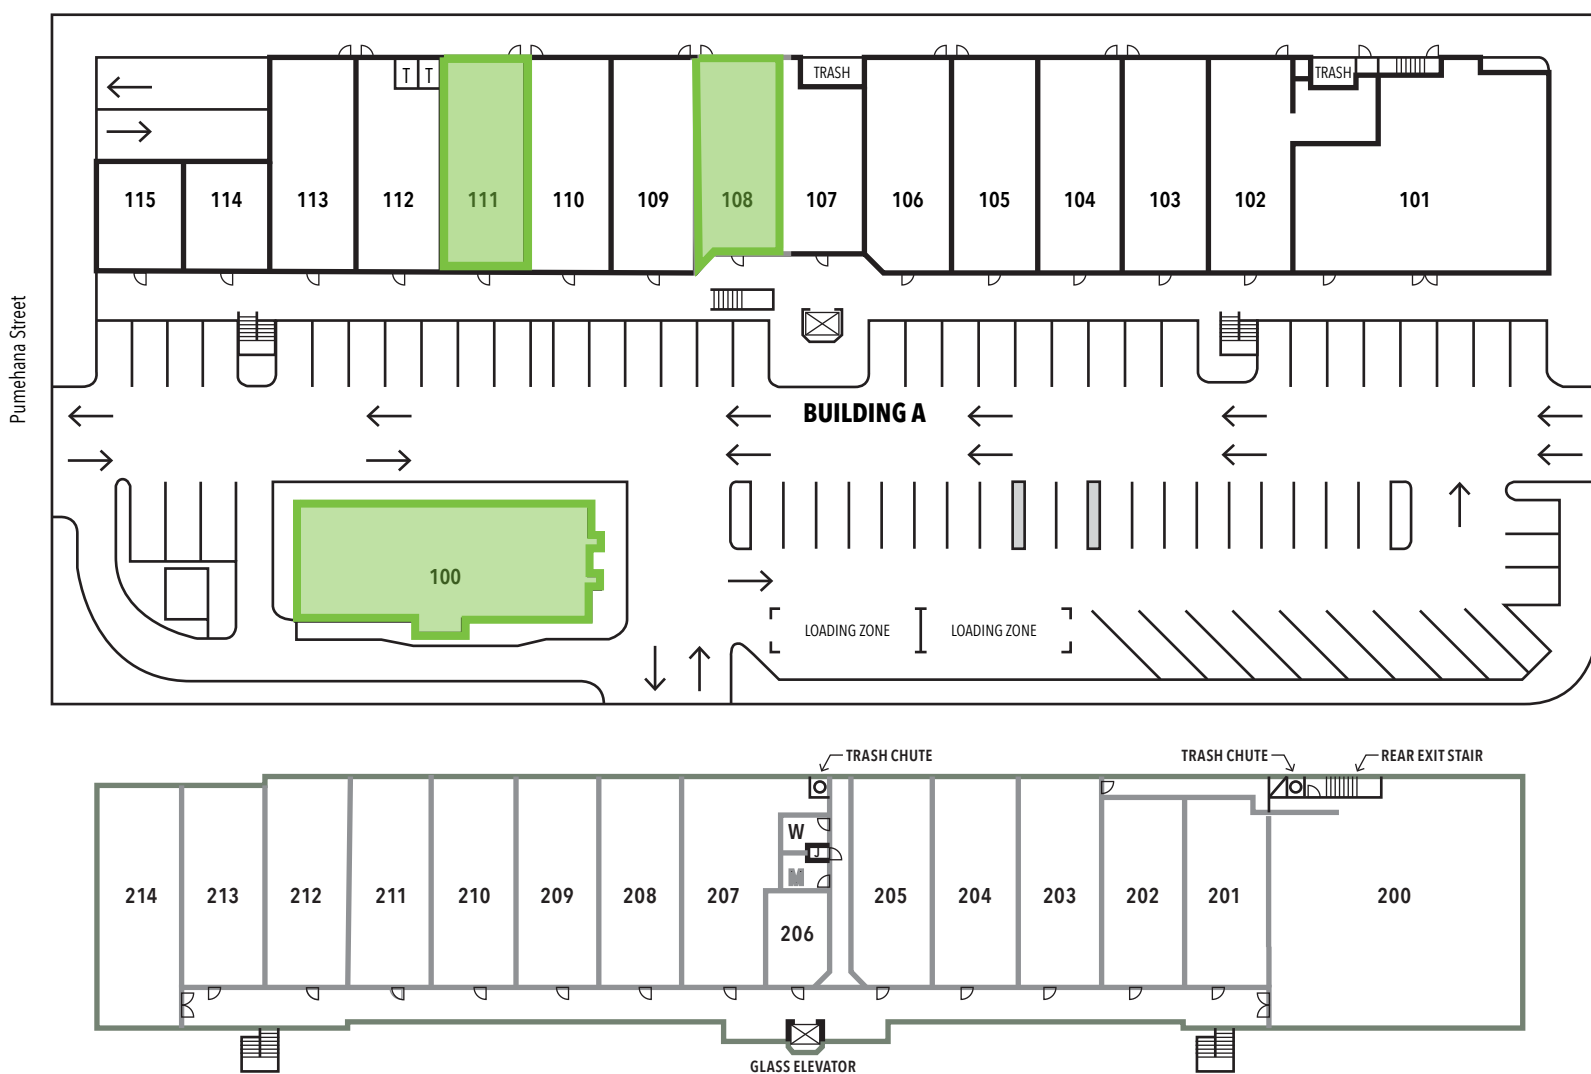 TRASH
TRASH
T T
115 114 113 112 111 110 109 108 107 106 105 104 103 102 101
Pumehana Street
BUILDING A
100
LOADING ZONE LOADING ZONE
TRASH CHUTE TRASH CHUTE REAR EXIT STAIR
W
J
M
214 213 212 211 210 209 208 207 205 204 203 202 201 200
206
GLASS ELEVATOR